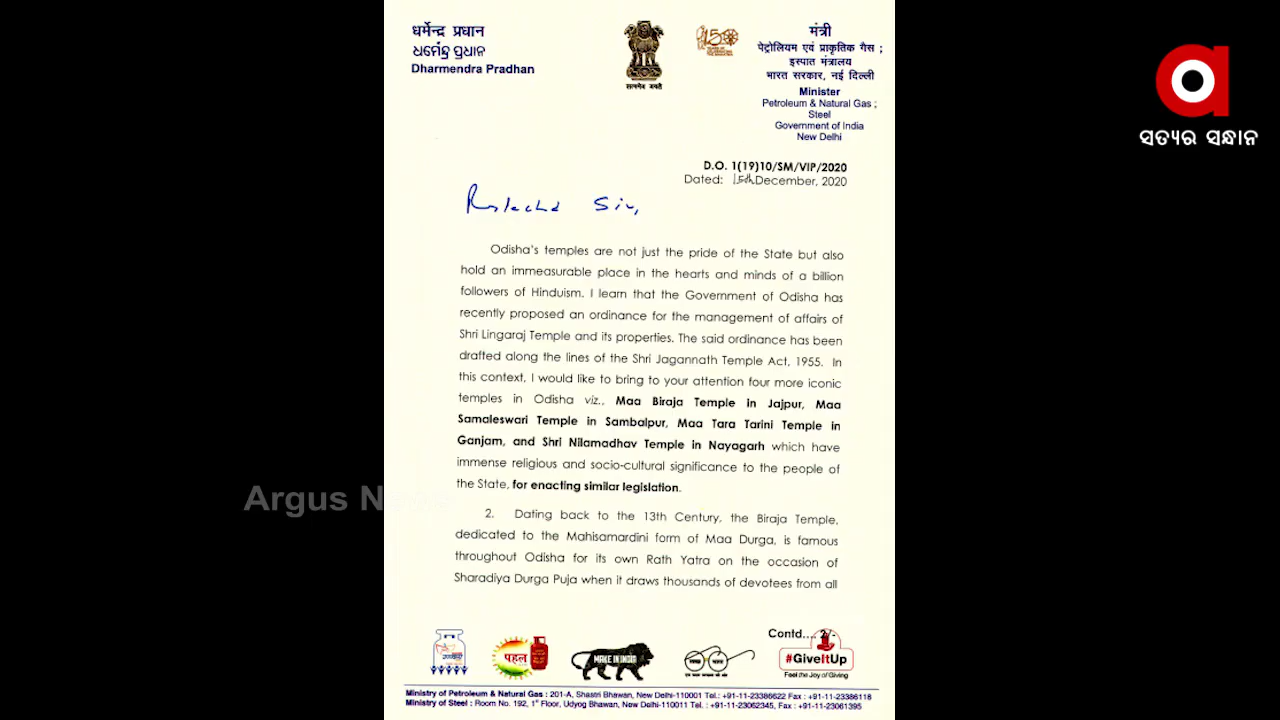 धर्मेन्द्र प्रधान
ଧର୍ମେନ୍ଦ୍ର ପ୍ରଧାନ
Dharmendra Pradhan
सत्यमेव जयते
150
मंत्री
पेट्रोलियम एवं प्राकृतिक गैस ;
इस्पात मंत्रालय
भारत सरकार, नई दिल्ली
Minister
Petroleum & Natural Gas ;
Steel
Government of India
New Delhi
ସତ୍ୟର ସନ୍ଧାନ
D.O. 1(19)10/SM/VIP/2020
Dated: 15th December, 2020
Sir,
Odisha's temples are not just the pride of the State but also
hold an immeasurable place in the hearts and minds of a billion
followers of Hinduism. I learn that the Government of Odisha has
recently proposed an ordinance for the management of affairs of
Shri Lingaraj Temple and its properties. The said ordinance has been
drafted along the lines of the Shri Jagannath Temple Act, 1955. In
this context, I would like to bring to your attention four more iconic
temples in Odisha viz., Maa Biraja Temple in Jajpur, Maa
Samaleswari Temple in Sambalpur, Maa Tara Tarini Temple in
Ganjam, and Shri Nilamadhav Temple in Nayagarh which have
immense religious and socio-cultural significance to the people of
the State, for enacting similar legislation.
Argus News
2. Dating back to the 13th Century, the Biraja Temple,
dedicated to the Mahisamardini form of Maa Durga, is famous
throughout Odisha for its own Rath Yatra on the occasion of
Sharadiya Durga Puja when it draws thousands of devotees from all
Contd.... 2/-
पहल
MAKE IN INDIA
#GiveItUp
Feel the Joy of Giving
Ministry of Petroleum & Natural Gas : 201-A, Shastri Bhawan, New Delhi-110001 Tel.: +91-11-23386622 Fax : +91-11-23386118
Ministry of Steel : Room No. 192, 1st Floor, Udyog Bhawan, New Delhi-110011 Tel. : +91-11-23062345, Fax : +91-11-23061395